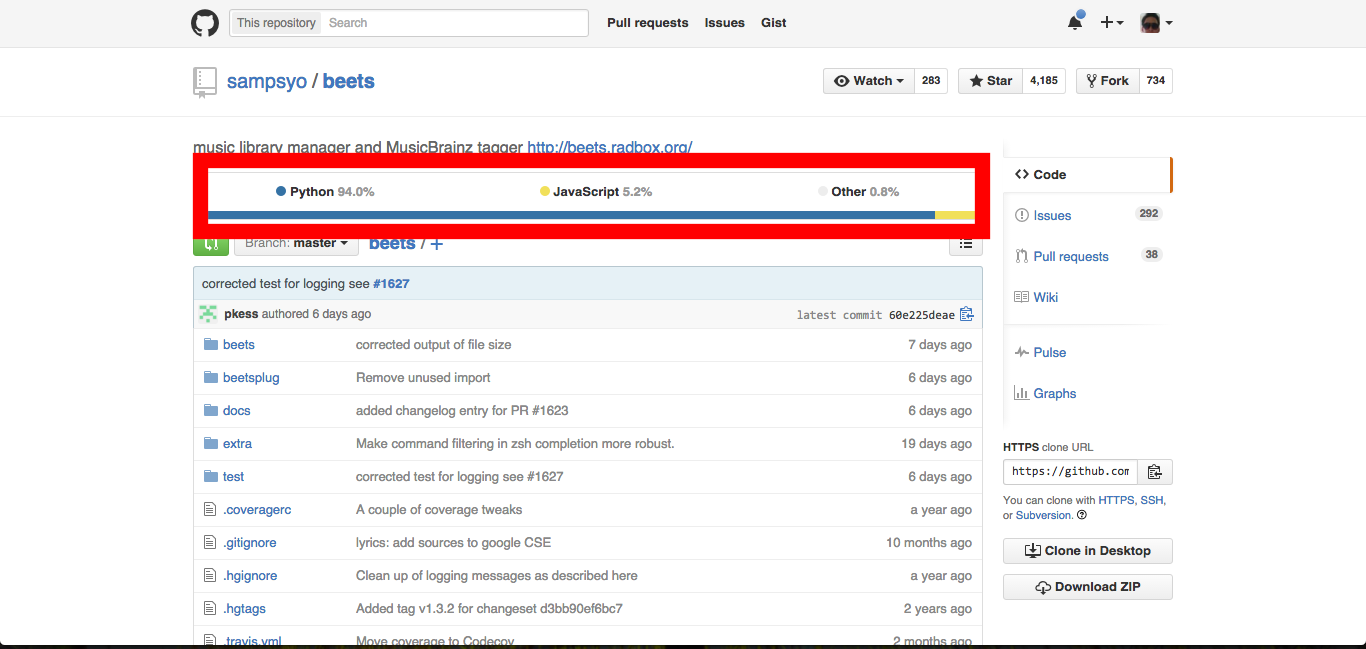 This repository Search Pull requests Issues Gist
sampsyo / beets Watch 283 Star 4,185 Fork 734
music library manager and MusicBrainz tagger http://beets.radbox.org/
Python 94.0% JavaScript 5.2% Other 0.8%
Branch: master beets / +
corrected test for logging see #1627
pkess authored 6 days ago latest commit 60e225deae
beets corrected output of file size 7 days ago
beetsplug Remove unused import 6 days ago
docs added changelog entry for PR #1623 6 days ago
extra Make command filtering in zsh completion more robust. 19 days ago
test corrected test for logging see #1627 6 days ago
.coveragerc A couple of coverage tweaks a year ago
.gitignore lyrics: add sources to google CSE 10 months ago
.hgignore Clean up of logging messages as described here a year ago
.hgtags Added tag v1.3.2 for changeset d3bb90ef6bc7 2 years ago
.travis.yml Move coverage to Codecov 2 months ago
Code
Issues 292
Pull requests 38
Wiki
Pulse
Graphs
HTTPS clone URL
https://github.com
You can clone with HTTPS, SSH,
or Subversion.
Clone in Desktop
Download ZIP